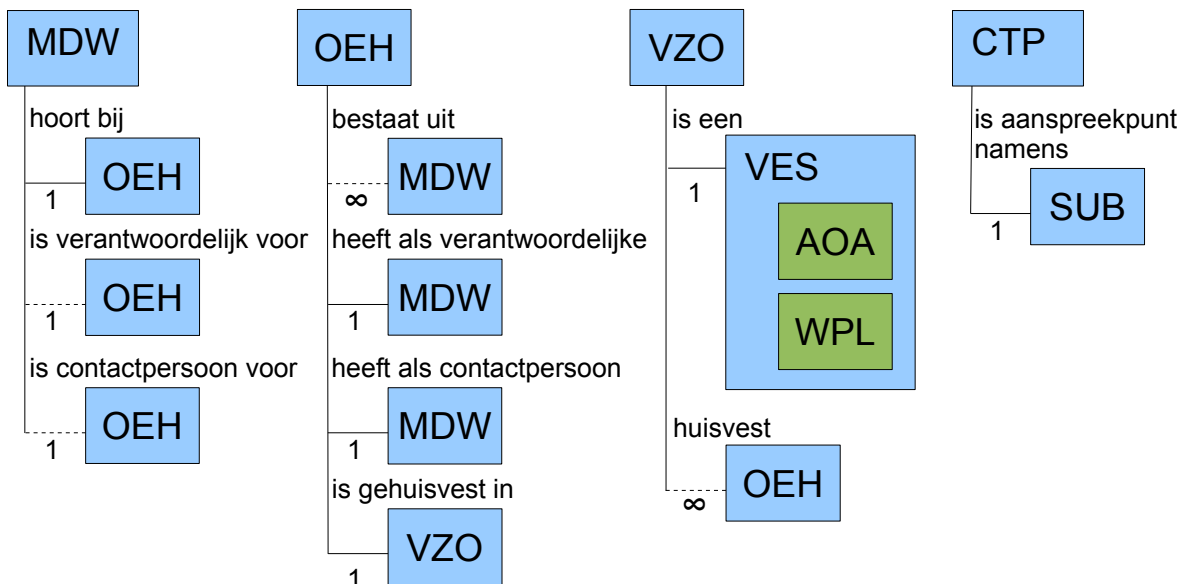 MDW
hoort bij
OEH
1
is verantwoordelijk voor
OEH
1
is contactpersoon voor
OEH
1
OEH
bestaat uit
MDW
∞
heeft als verantwoordelijke
MDW
1
heeft als contactpersoon
MDW
1
is gehuisvest in
VZO
1
VZO
is een
VES
1
AOA
WPL
huisvest
OEH
∞
CTP
is aanspreekpunt
namens
SUB
1